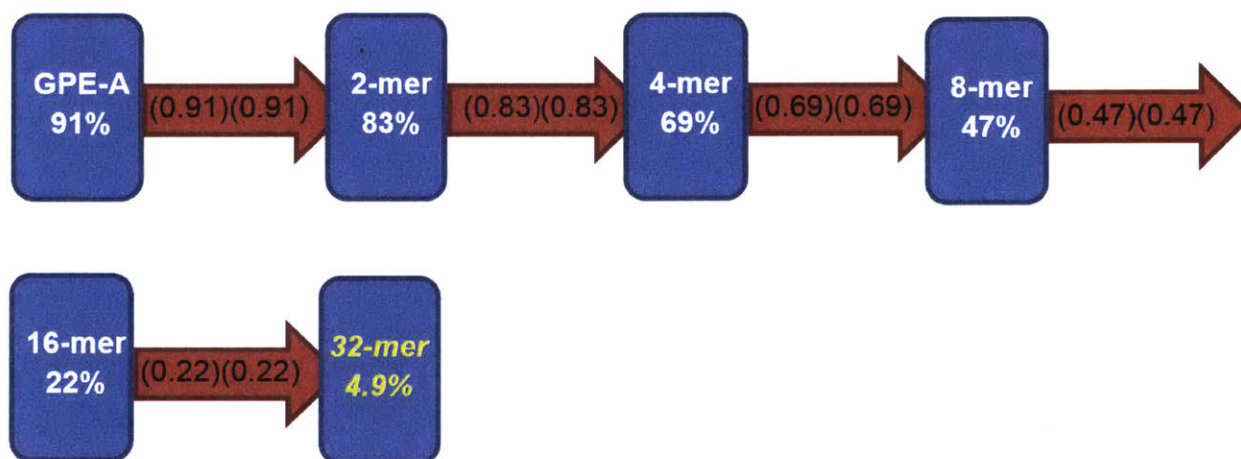 GPE-A
91%
(0.91)(0.91)
2-mer
83%
(0.83)(0.83)
4-mer
69%
(0.69)(0.69)
8-mer
47%
(0.47)(0.47)
16-mer
22%
(0.22)(0.22)
32-mer
4.9%